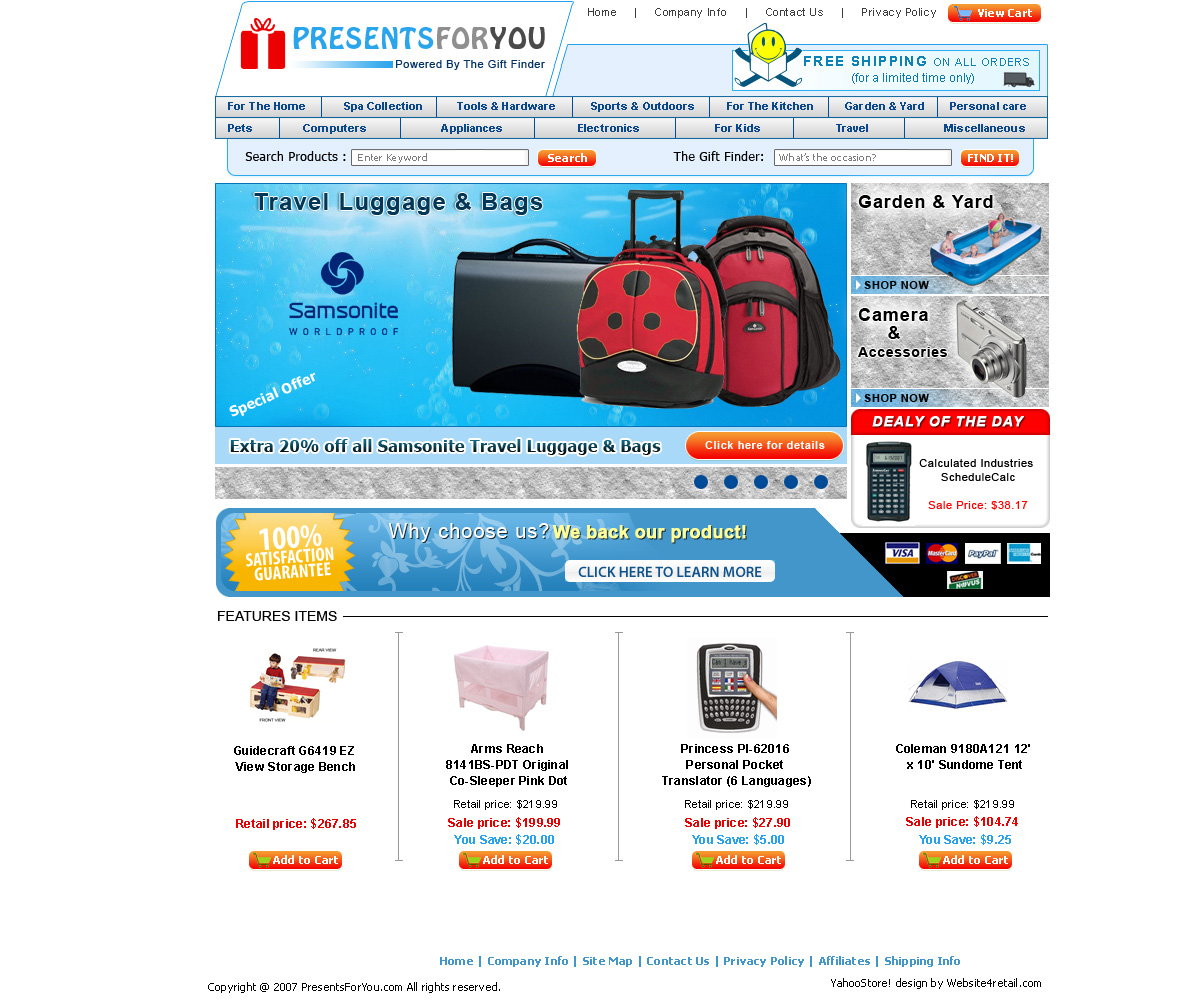 Home | Company Info | Contact Us | Privacy Policy View Cart
PRESENTSFORYOU
Powered By The Gift Finder
FREE SHIPPING ON ALL ORDERS
(for a limited time only)
For The Home Spa Collection Tools & Hardware Sports & Outdoors For The Kitchen Garden & Yard Personal care
Pets Computers Appliances Electronics For Kids Travel Miscellaneous
Search Products : Enter Keyword Search The Gift Finder: What's the occasion? FIND IT!
Travel Luggage & Bags
Samsonite
WORLDPROOF
Special Offer
Extra 20% off all Samsonite Travel Luggage & Bags Click here for details
Garden & Yard
SHOP NOW
Camera
&
Accessories
SHOP NOW
DEALY OF THE DAY
Calculated Industries
ScheduleCalc
Sale Price: $38.17
100%
SATISFACTION
GUARANTEE
Why choose us? We back our product!
CLICK HERE TO LEARN MORE
VISA MasterCard PayPal
DISCOVER
NOVUS
FEATURES ITEMS
REAR VIEW
FRONT VIEW
Guidecraft G6419 EZ
View Storage Bench
Retail price: $267.85
Add to Cart
Arms Reach
8141BS-PDT Original
Co-Sleeper Pink Dot
Retail price: $219.99
Sale price: $199.99
You Save: $20.00
Add to Cart
Can I have
Princess PI-62016
Personal Pocket
Translator (6 Languages)
Retail price: $219.99
Sale price: $27.90
You Save: $5.00
Add to Cart
Coleman 9180A121 12'
x 10' Sundome Tent
Retail price: $219.99
Sale price: $104.74
You Save: $9.25
Add to Cart
Home | Company Info | Site Map | Contact Us | Privacy Policy | Affiliates | Shipping Info
Copyright @ 2007 PresentsForYou.com All rights reserved.
YahooStore! design by Website4retail.com